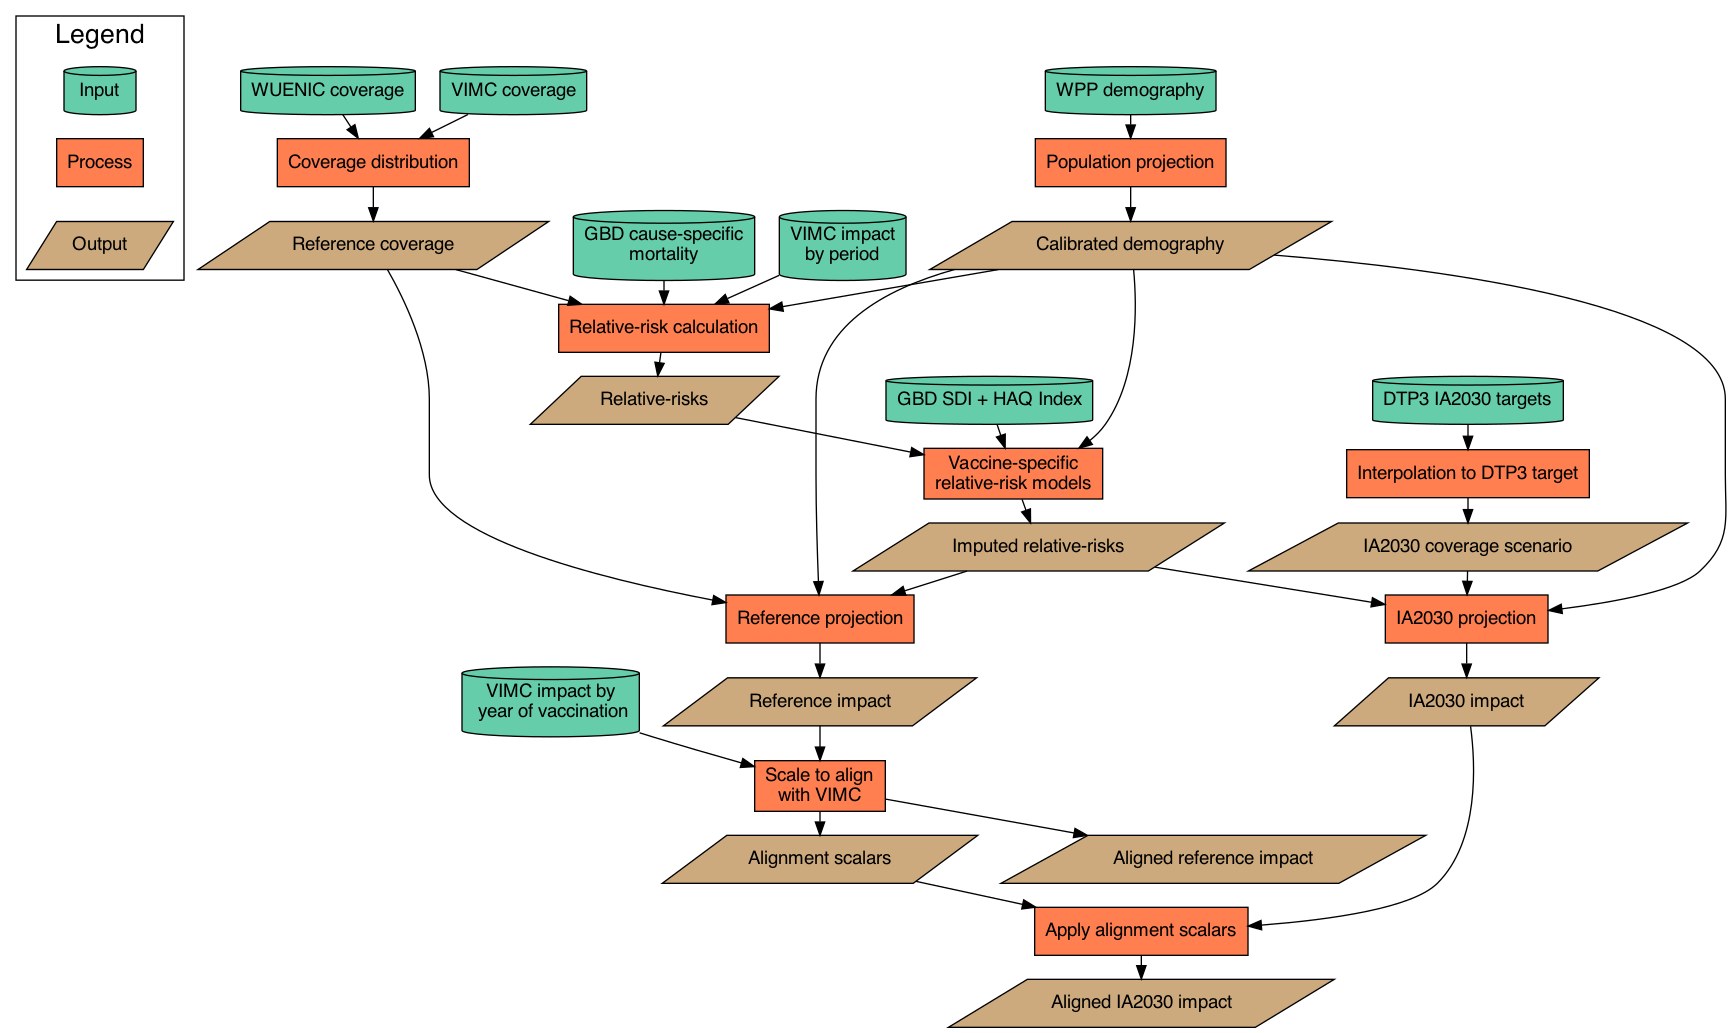 Legend
Input
Process
Output
WUENIC coverage
VIMC coverage
WPP demography
Coverage distribution
Population projection
Reference coverage
GBD cause-specific
mortality
VIMC impact
by period
Calibrated demography
Relative-risk calculation
Relative-risks
GBD SDI + HAQ Index
DTP3 IA2030 targets
Vaccine-specific
relative-risk models
Interpolation to DTP3 target
Imputed relative-risks
IA2030 coverage scenario
Reference projection
IA2030 projection
VIMC impact by
year of vaccination
Reference impact
IA2030 impact
Scale to align
with VIMC
Alignment scalars
Aligned reference impact
Apply alignment scalars
Aligned IA2030 impact